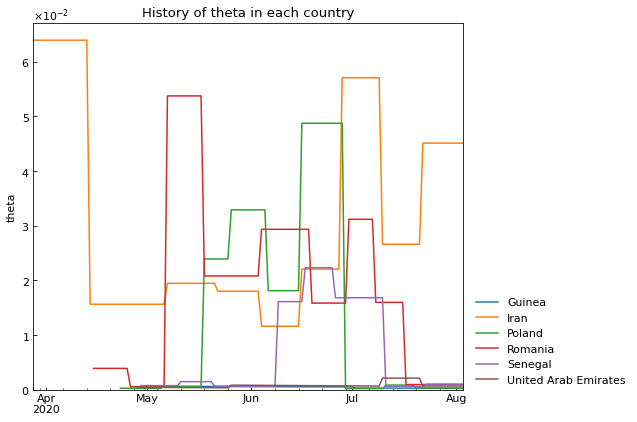 History of theta in each country
×10⁻²
6
5
4
3
2
1
0
theta
Apr
2020
May
Jun
Jul
Aug
Guinea
Iran
Poland
Romania
Senegal
United Arab Emirates